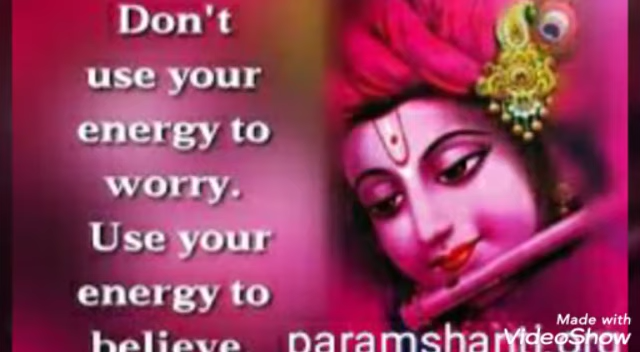 Don't
use your
energy to
worry.
Use your
energy to
believe
Made with
VideoShow